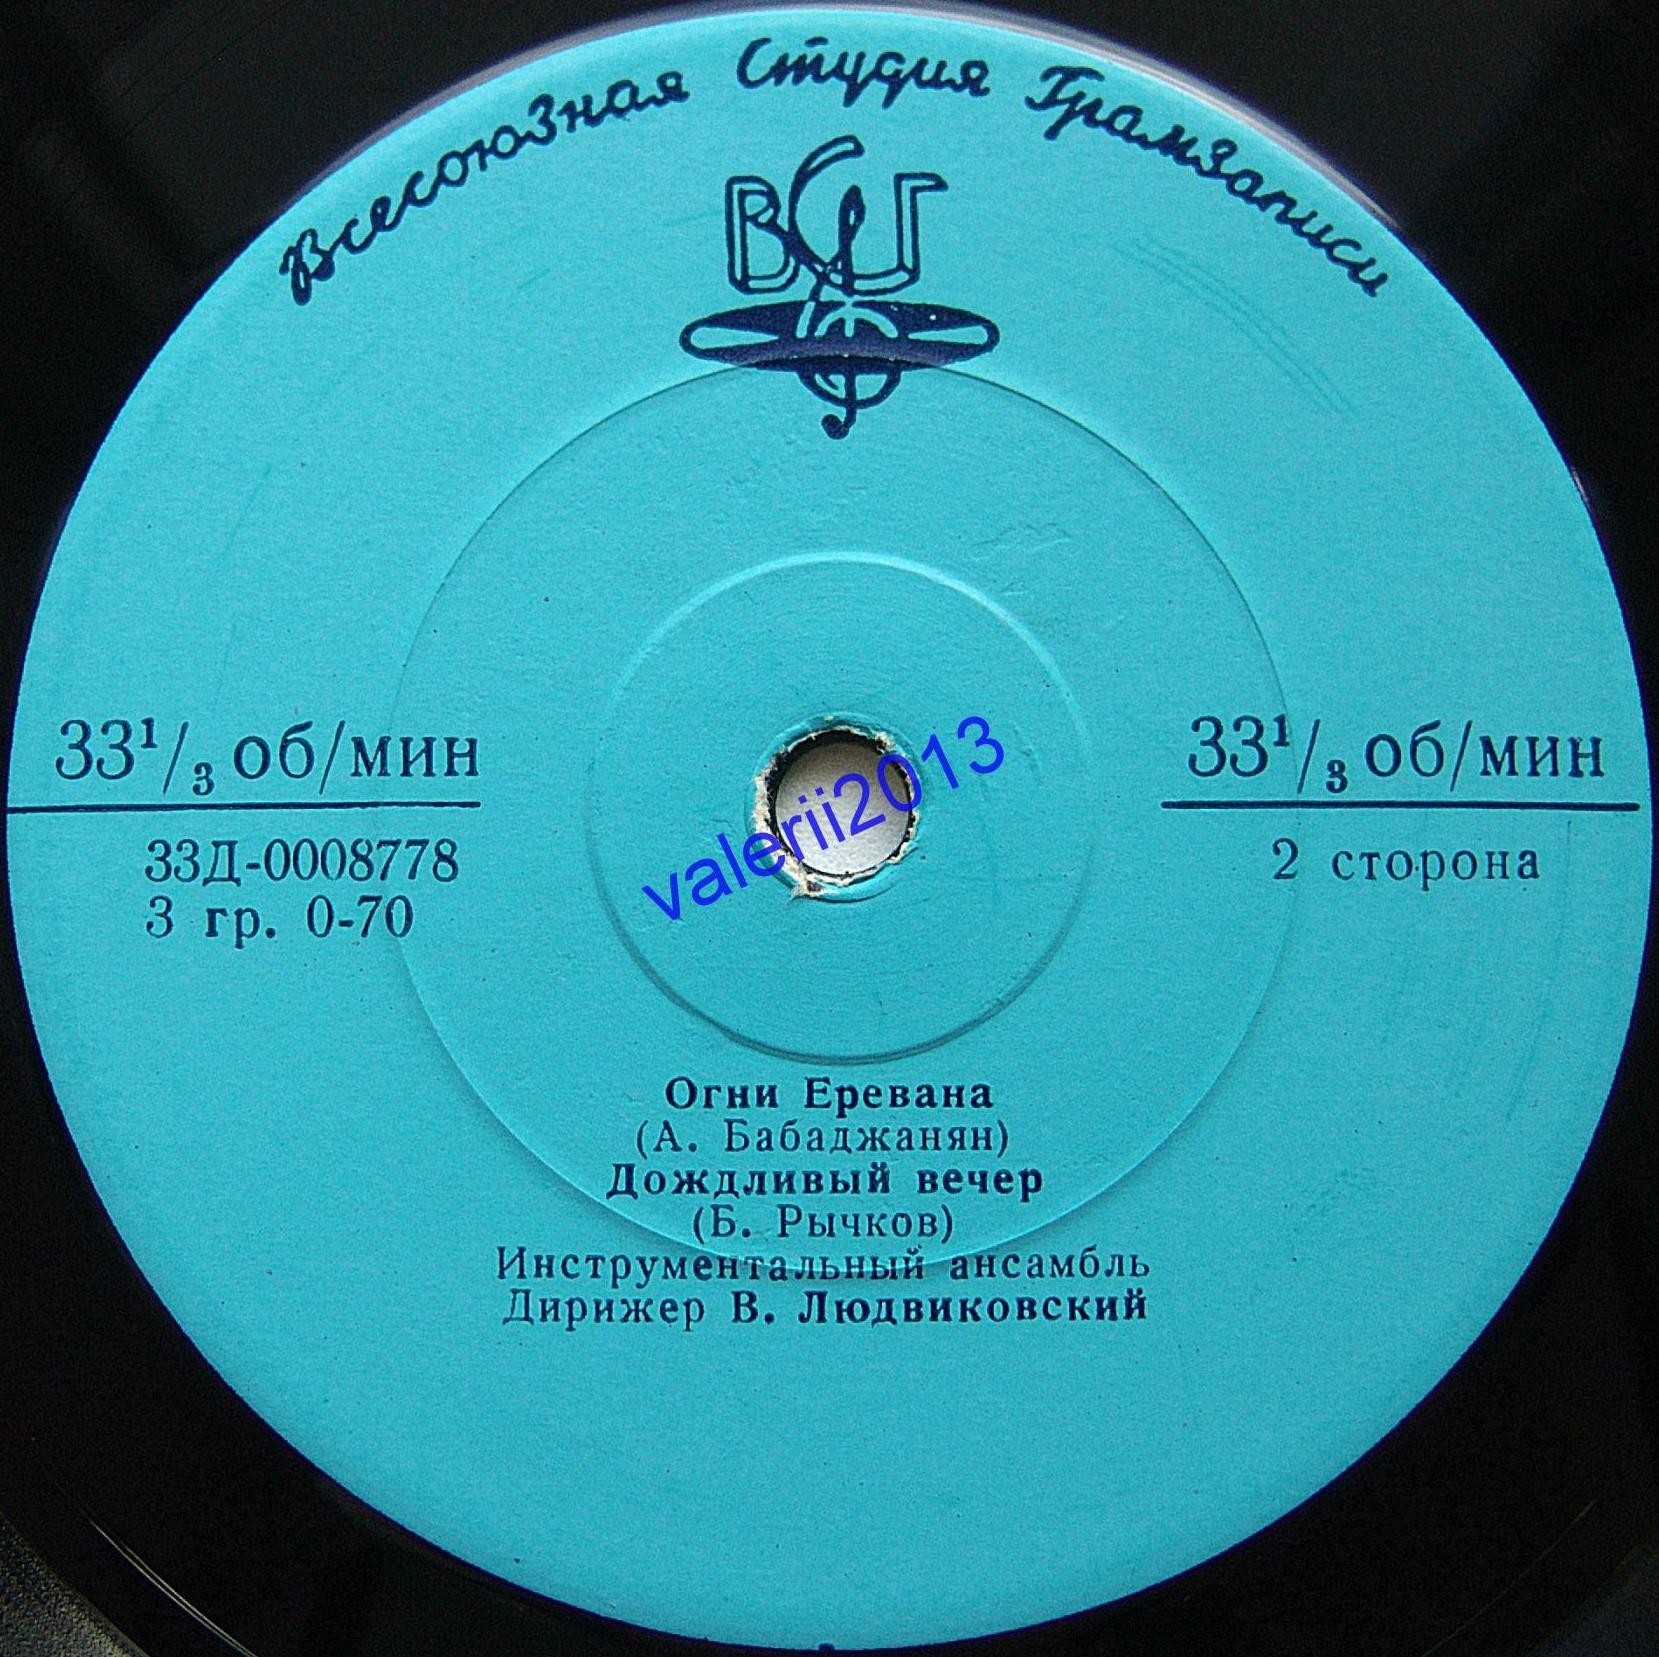 Всесоюзная Студия Грамзаписи
ВСГ
33¹/₃ об/мин
33¹/₃ об/мин
33Д-0008778
3 гр. 0-70
2 сторона
valerii2013
Огни Еревана
(А. Бабаджанян)
Дождливый вечер
(Б. Рычков)
Инструментальный ансамбль
Дирижер В. Людвиковский